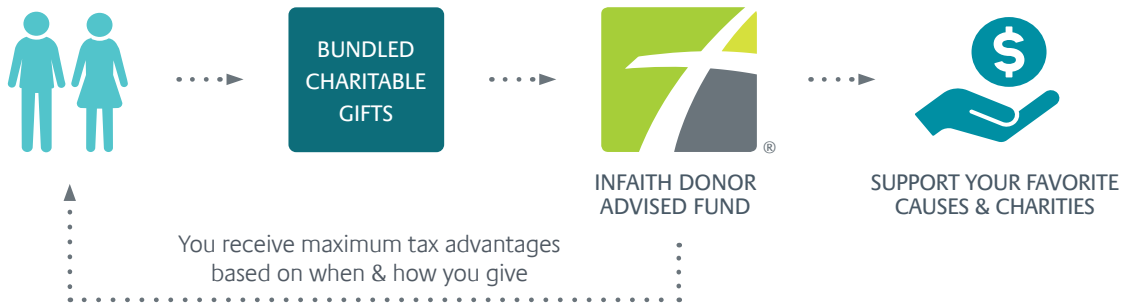 BUNDLED
CHARITABLE
GIFTS
$
®
INFAITH DONOR
ADVISED FUND
SUPPORT YOUR FAVORITE
CAUSES & CHARITIES
You receive maximum tax advantages
based on when & how you give